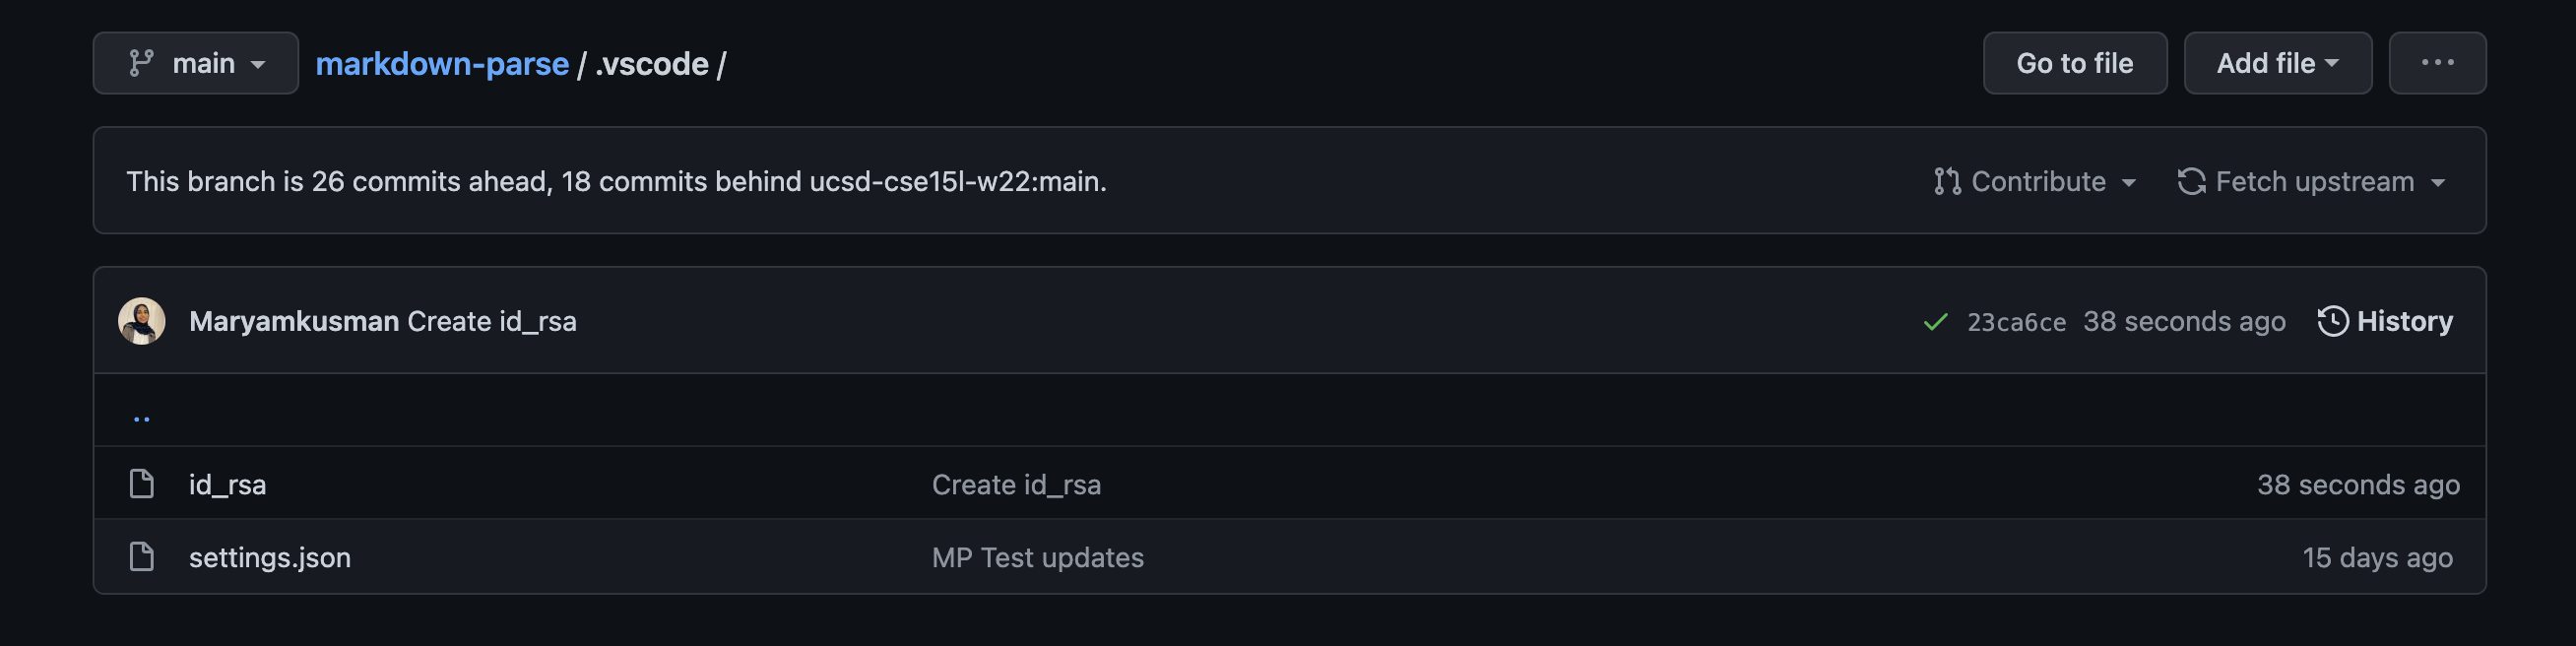 main markdown-parse / .vscode / Go to file Add file ...
This branch is 26 commits ahead, 18 commits behind ucsd-cse15l-w22:main. Contribute Fetch upstream
Maryamkusman Create id_rsa 23ca6ce 38 seconds ago History
..
id_rsa Create id_rsa 38 seconds ago
settings.json MP Test updates 15 days ago